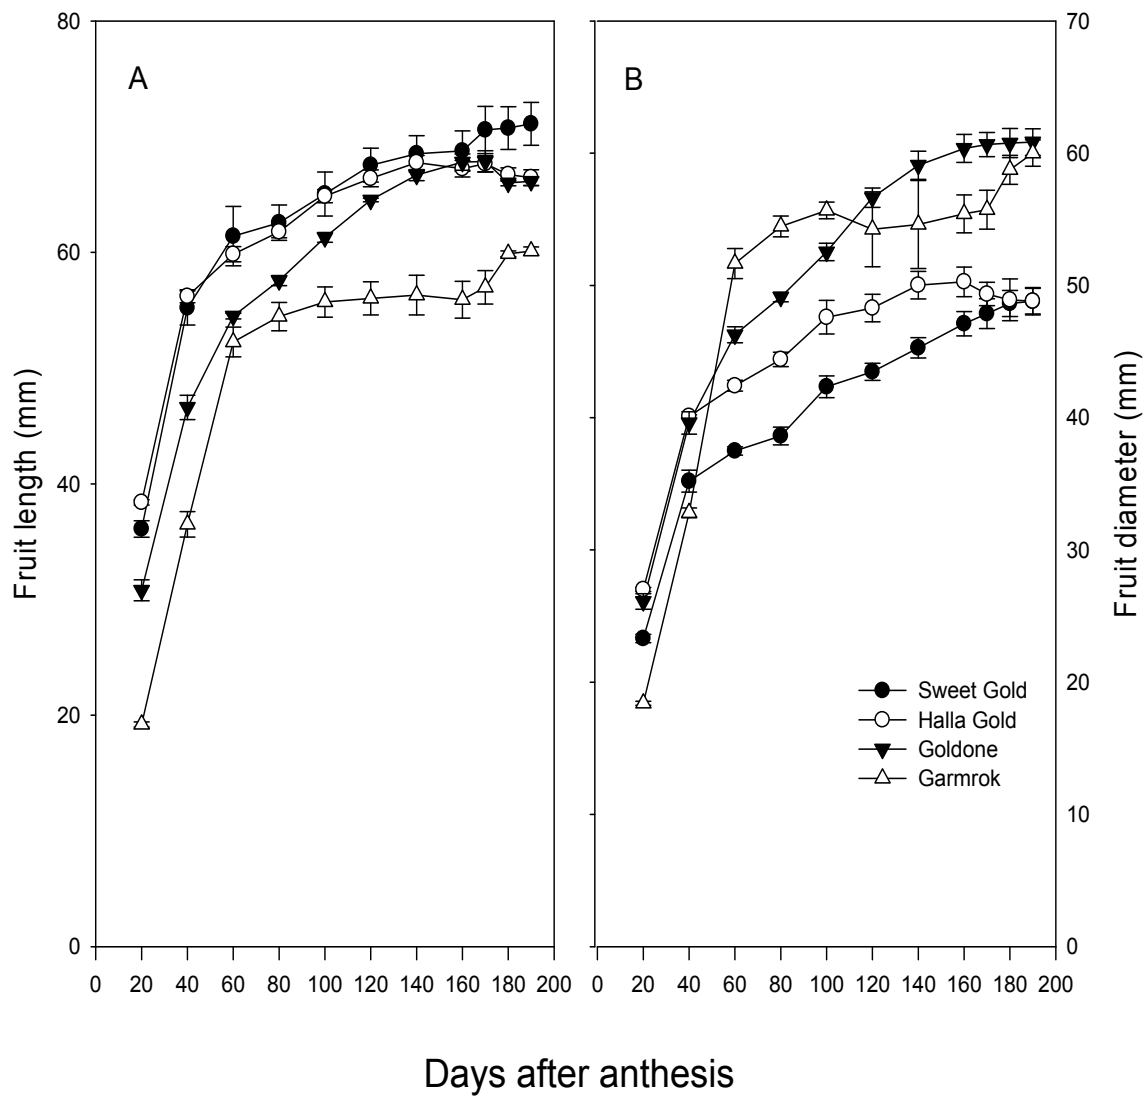 A
B
80
60
40
20
0
Fruit length (mm)
70
60
50
40
30
20
10
0
Fruit diameter (mm)
Sweet Gold
Halla Gold
Goldone
Garmrok
0 20 40 60 80 100 120 140 160 180 200
0 20 40 60 80 100 120 140 160 180 200
Days after anthesis